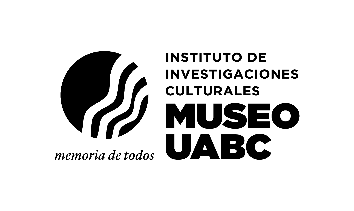 INSTITUTO DE
INVESTIGACIONES
CULTURALES
MUSEO
UABC
memoria de todos